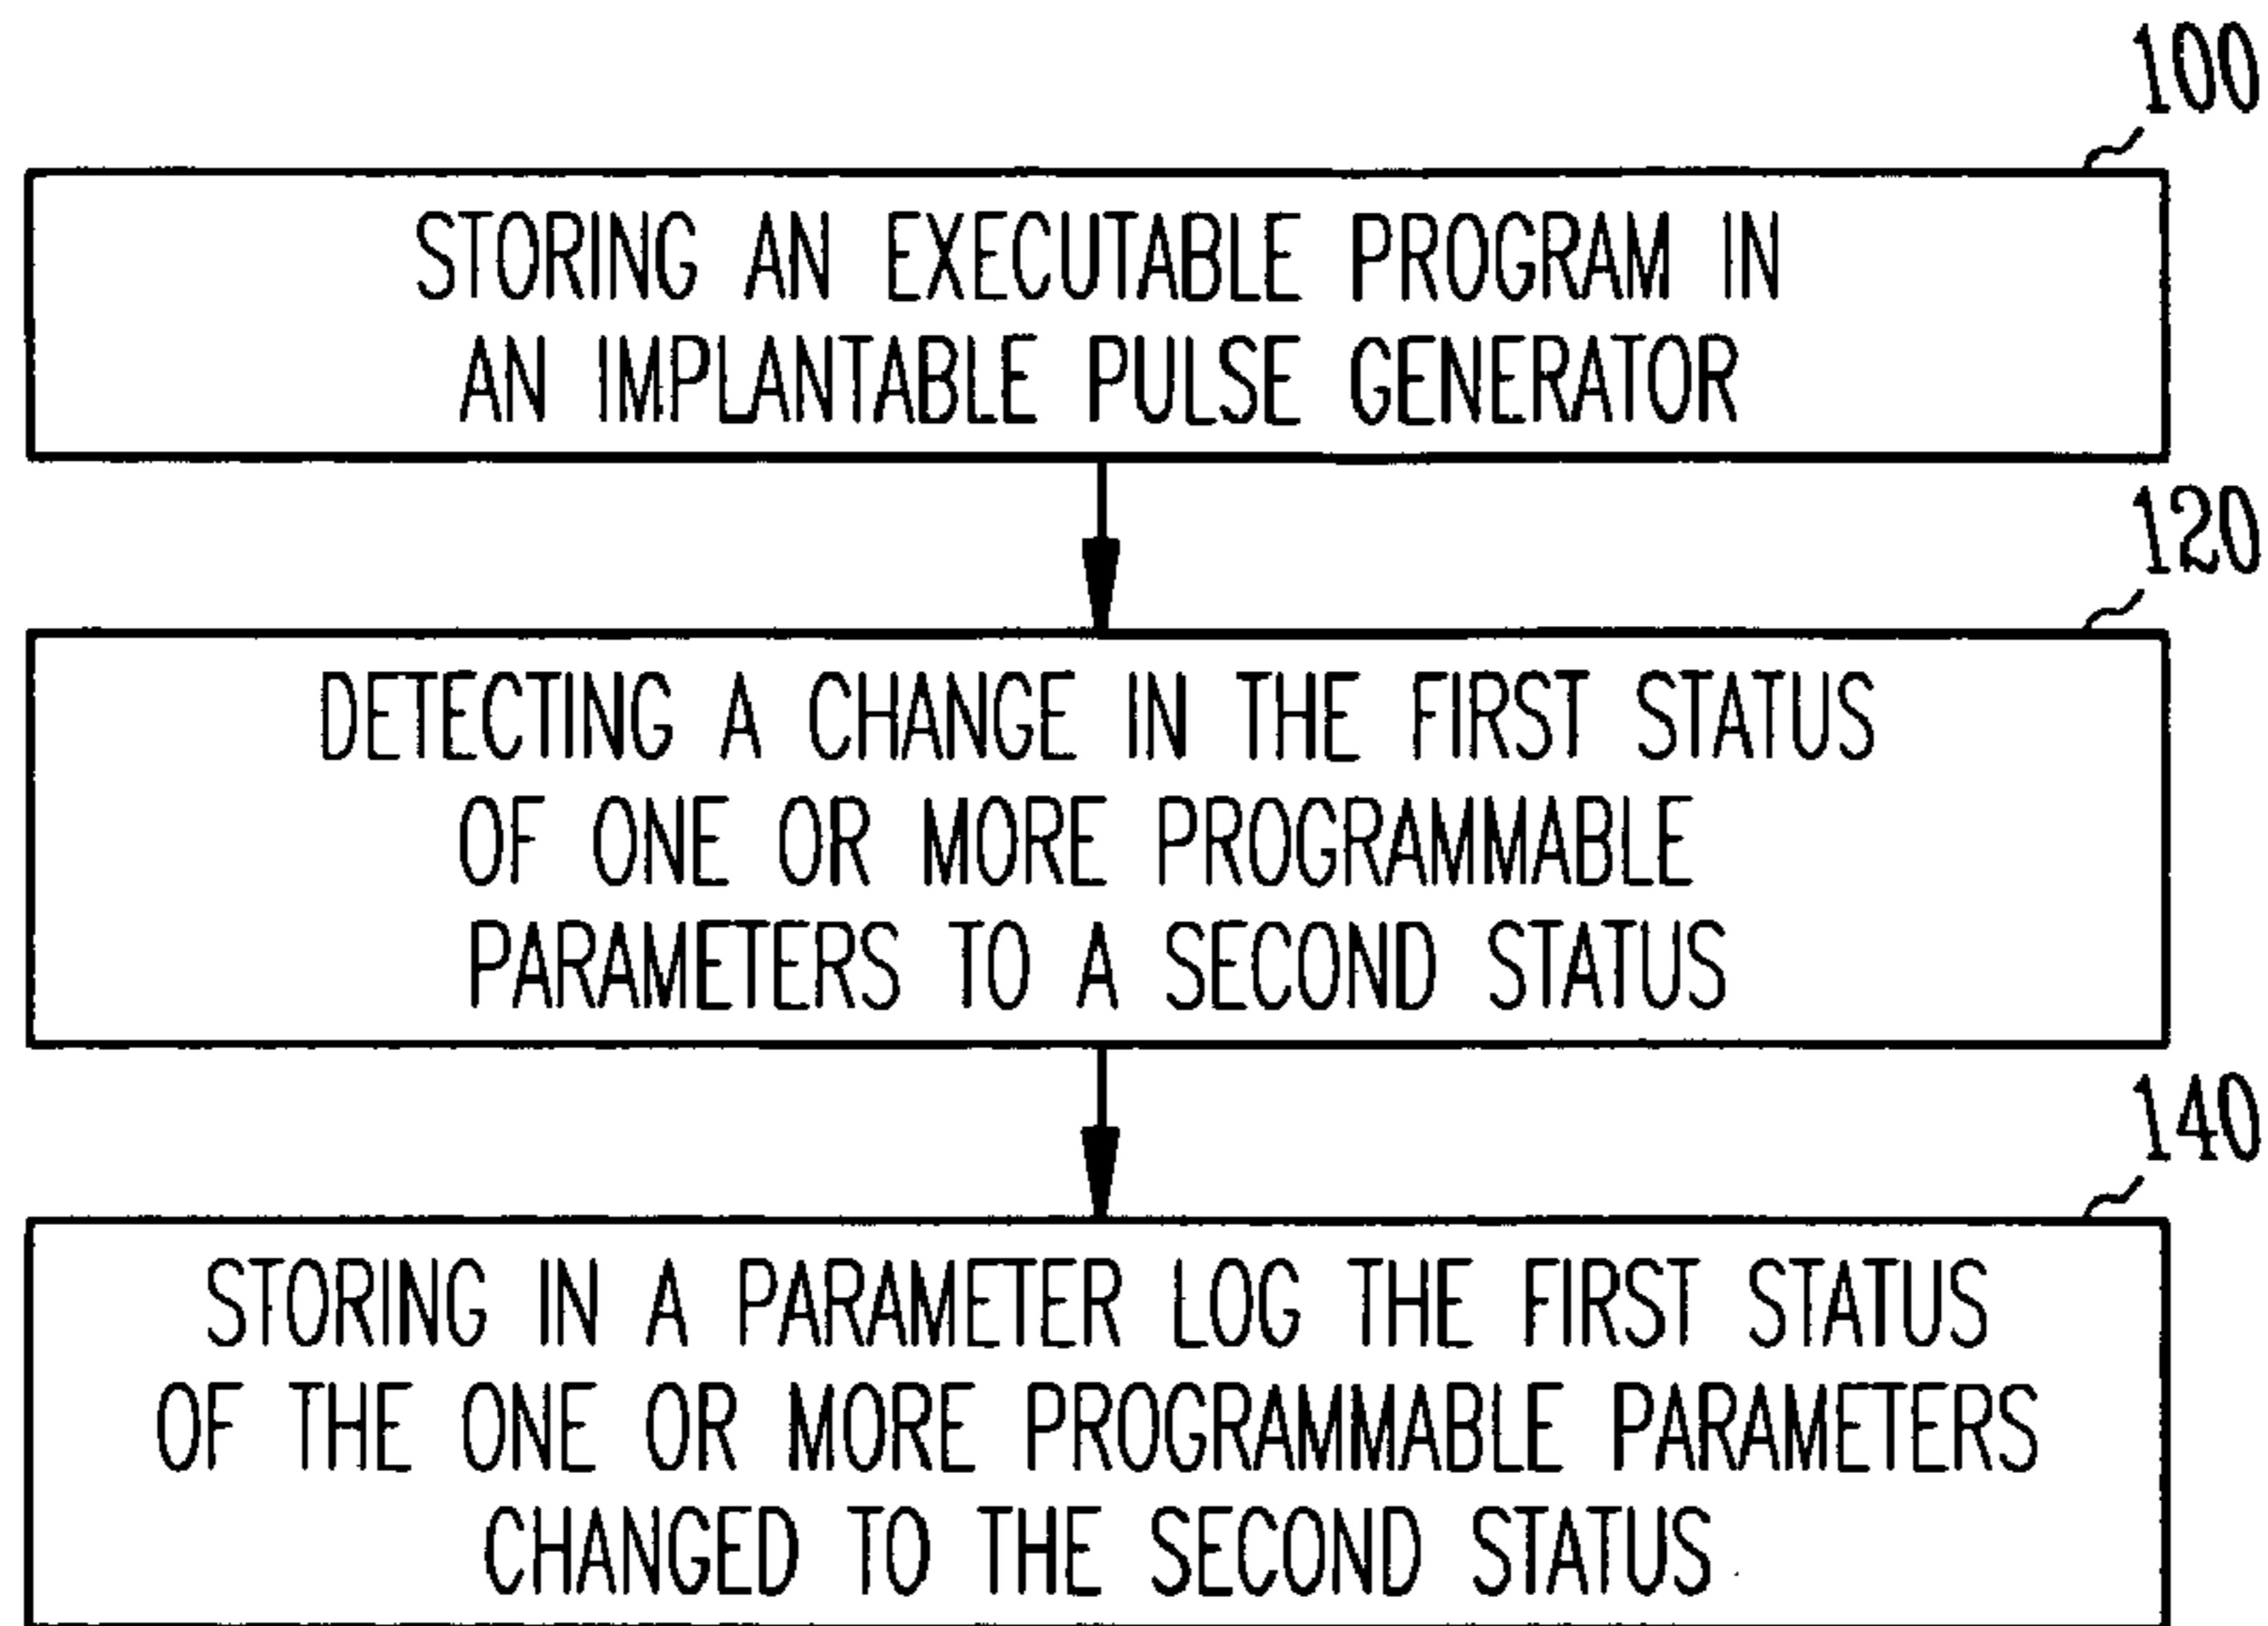 100
STORING AN EXECUTABLE PROGRAM IN
AN IMPLANTABLE PULSE GENERATOR
120
DETECTING A CHANGE IN THE FIRST STATUS
OF ONE OR MORE PROGRAMMABLE
PARAMETERS TO A SECOND STATUS
140
STORING IN A PARAMETER LOG THE FIRST STATUS
OF THE ONE OR MORE PROGRAMMABLE PARAMETERS
CHANGED TO THE SECOND STATUS